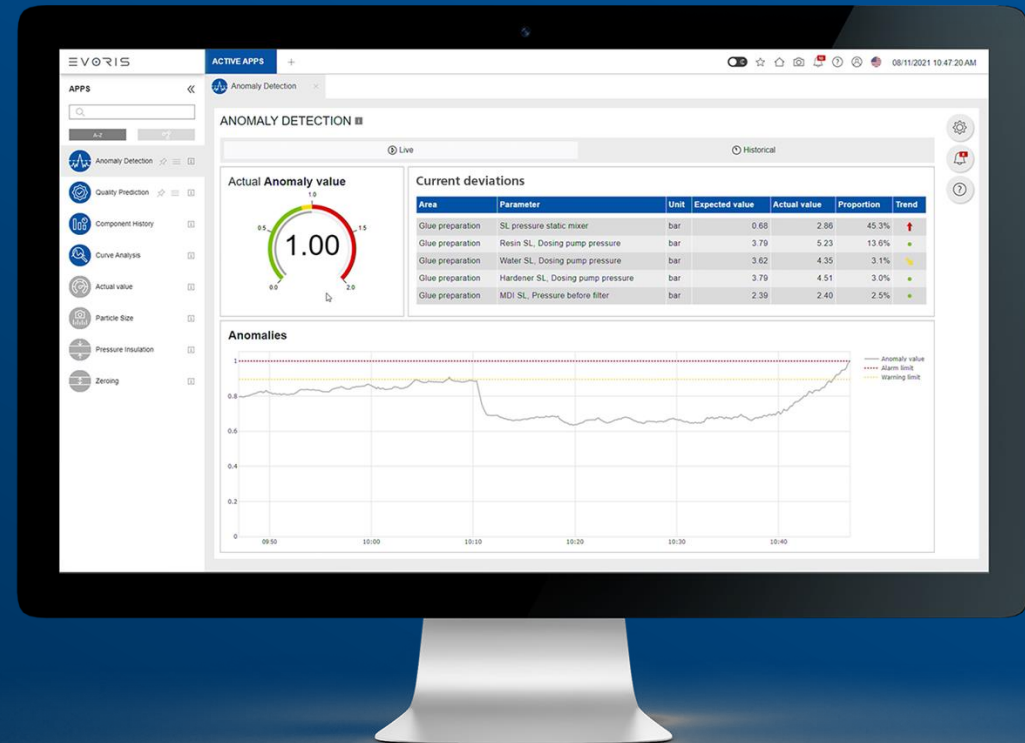 EVORIS
ACTIVE APPS +
08/11/2021 10:47:20 AM
APPS
Anomaly Detection ×
A-Z
ANOMALY DETECTION
Live
Historical
Anomaly Detection
Quality Prediction
Component History
Curve Analysis
Actual value
Particle Size
Pressure Insulation
Zeroing
Actual Anomaly value
1.0
0.5
1.5
1.00
0.0
2.0
Current deviations
Area Parameter Unit Expected value Actual value Proportion Trend
Glue preparation SL pressure static mixer bar 0.68 2.86 45.3%
Glue preparation Resin SL, Dosing pump pressure bar 3.79 5.23 13.6%
Glue preparation Water SL, Dosing pump pressure bar 3.62 4.35 3.1%
Glue preparation Hardener SL, Dosing pump pressure bar 3.79 4.51 3.0%
Glue preparation MDI SL, Pressure before filter bar 2.39 2.40 2.5%
Anomalies
1
0.8
0.6
0.4
0.2
0
09:50 10:00 10:10 10:20 10:30 10:40
Anomaly value
Alarm limit
Warning limit